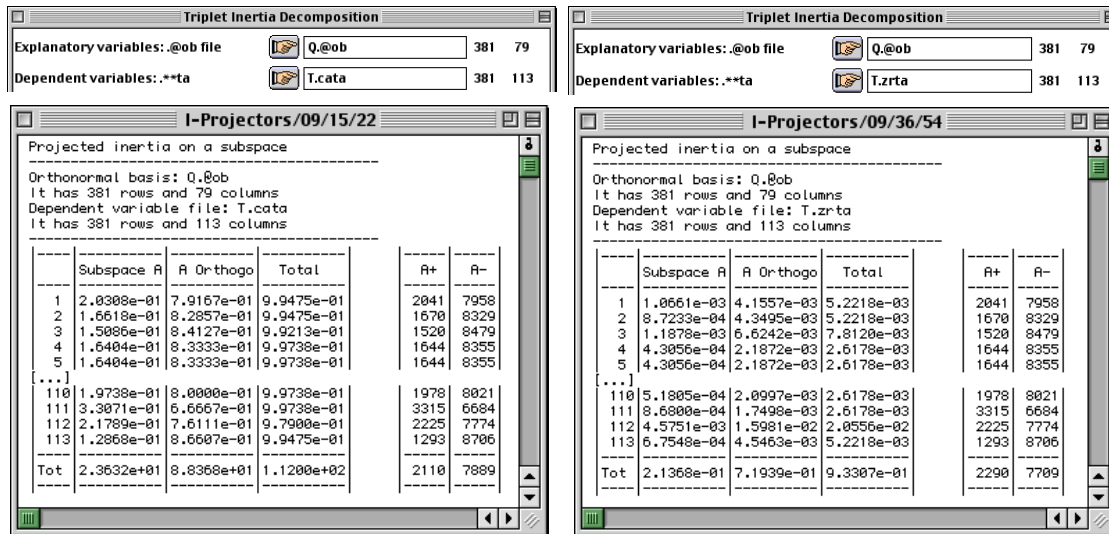 Triplet Inertia Decomposition
Explanatory variables: .@ob file Q.@ob 381 79
Dependent variables: .**ta T.cata 381 113
I-Projectors/09/15/22
Projected inertia on a subspace
----------------------------------------
Orthonormal basis: Q.@ob
It has 381 rows and 79 columns
Dependent variable file: T.cata
It has 381 rows and 113 columns
----------------------------------------
|----|----------|----------|----------| |----|----|
| |Subspace A|A Orthogo| Total | | A+ | A- |
|----|----------|----------|----------| |----|----|
| 1|2.0308e-01|7.9167e-01|9.9475e-01| |2041|7958|
| 2|1.6618e-01|8.2857e-01|9.9475e-01| |1670|8329|
| 3|1.5086e-01|8.4127e-01|9.9213e-01| |1520|8479|
| 4|1.6404e-01|8.3333e-01|9.9738e-01| |1644|8355|
| 5|1.6404e-01|8.3333e-01|9.9738e-01| |1644|8355|
[...]
| 110|1.9738e-01|8.0000e-01|9.9738e-01| |1978|8021|
| 111|3.3071e-01|6.6667e-01|9.9738e-01| |3315|6684|
| 112|2.1789e-01|7.6111e-01|9.7900e-01| |2225|7774|
| 113|1.2868e-01|8.6607e-01|9.9475e-01| |1293|8706|
|----|----------|----------|----------| |----|----|
|Tot |2.3632e+01|8.8368e+01|1.1200e+02| |2110|7889|
|----|----------|----------|----------| |----|----|
Triplet Inertia Decomposition
Explanatory variables: .@ob file Q.@ob 381 79
Dependent variables: .**ta T.zrta 381 113
I-Projectors/09/36/54
Projected inertia on a subspace
----------------------------------------
Orthonormal basis: Q.@ob
It has 381 rows and 79 columns
Dependent variable file: T.zrta
It has 381 rows and 113 columns
----------------------------------------
|----|----------|----------|----------| |----|----|
| |Subspace A|A Orthogo| Total | | A+ | A- |
|----|----------|----------|----------| |----|----|
| 1|1.0661e-03|4.1557e-03|5.2218e-03| |2041|7958|
| 2|8.7233e-04|4.3495e-03|5.2218e-03| |1670|8329|
| 3|1.1878e-03|6.6242e-03|7.8120e-03| |1520|8479|
| 4|4.3056e-04|2.1872e-03|2.6178e-03| |1644|8355|
| 5|4.3056e-04|2.1872e-03|2.6178e-03| |1644|8355|
[...]
| 110|5.1805e-04|2.0997e-03|2.6178e-03| |1978|8021|
| 111|8.6800e-04|1.7498e-03|2.6178e-03| |3315|6684|
| 112|4.5751e-03|1.5981e-02|2.0556e-02| |2225|7774|
| 113|6.7548e-04|4.5463e-03|5.2218e-03| |1293|8706|
|----|----------|----------|----------| |----|----|
|Tot |2.1368e-01|7.1939e-01|9.3307e-01| |2290|7709|
|----|----------|----------|----------| |----|----|